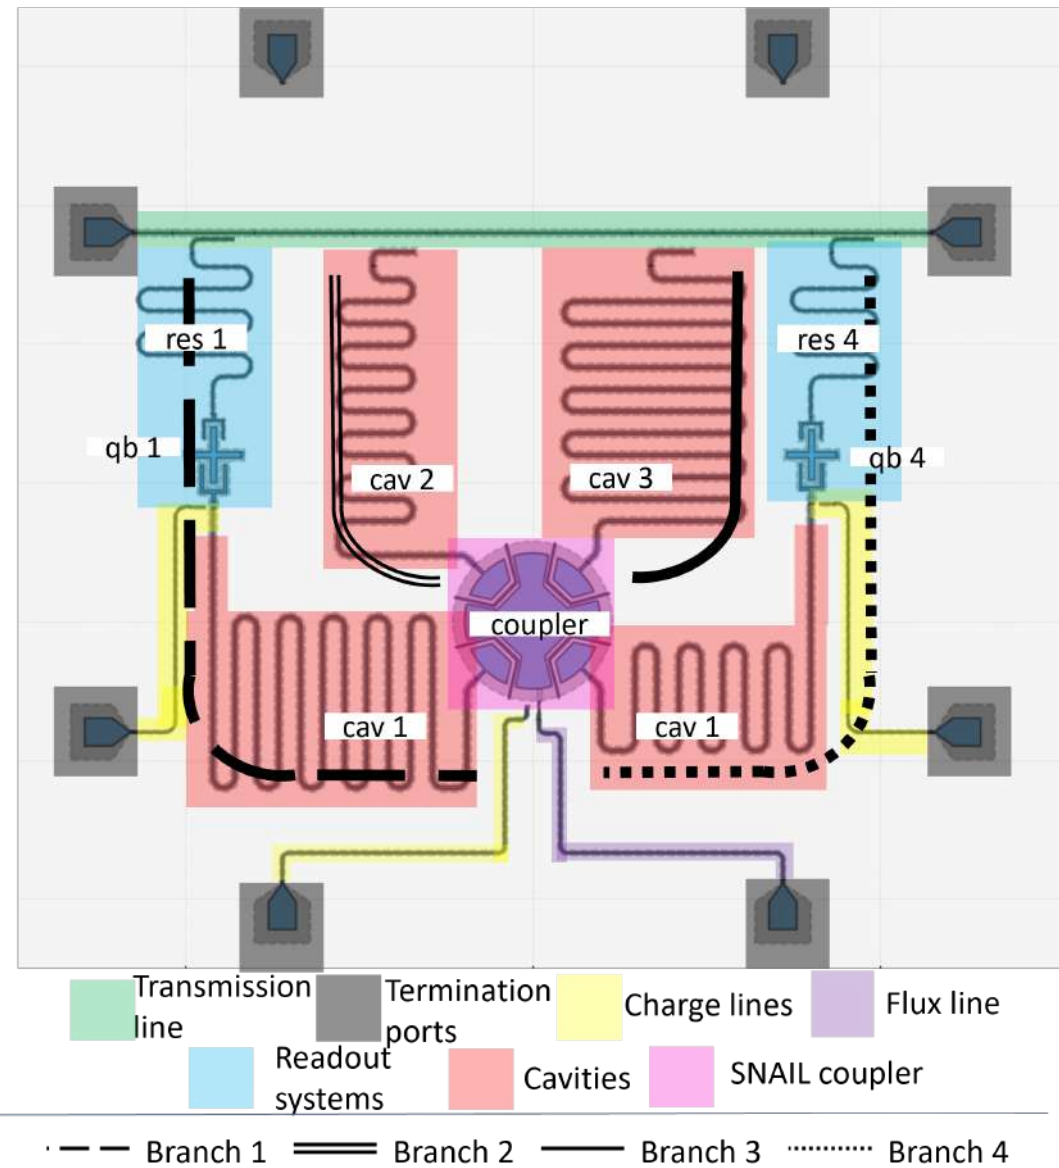 res 1
res 4
qb 1
qb 4
cav 2
cav 3
coupler
cav 1
cav 1
Transmission
line
Termination
ports
Charge lines
Flux line
Readout
systems
Cavities
SNAIL coupler
Branch 1
Branch 2
Branch 3
Branch 4